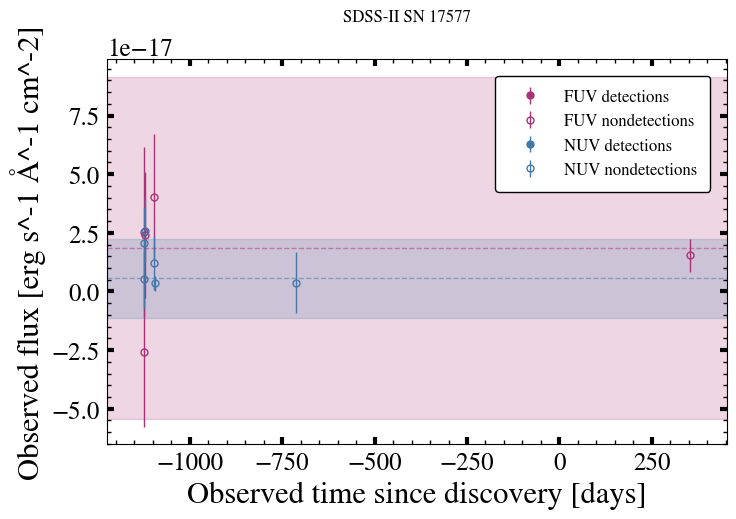 SDSS-II SN 17577
1e−17
FUV detections
FUV nondetections
NUV detections
NUV nondetections
7.5
5.0
2.5
0.0
−2.5
−5.0
Observed flux [erg s^-1 Å^-1 cm^-2]
−1000
−750
−500
−250
0
250
Observed time since discovery [days]